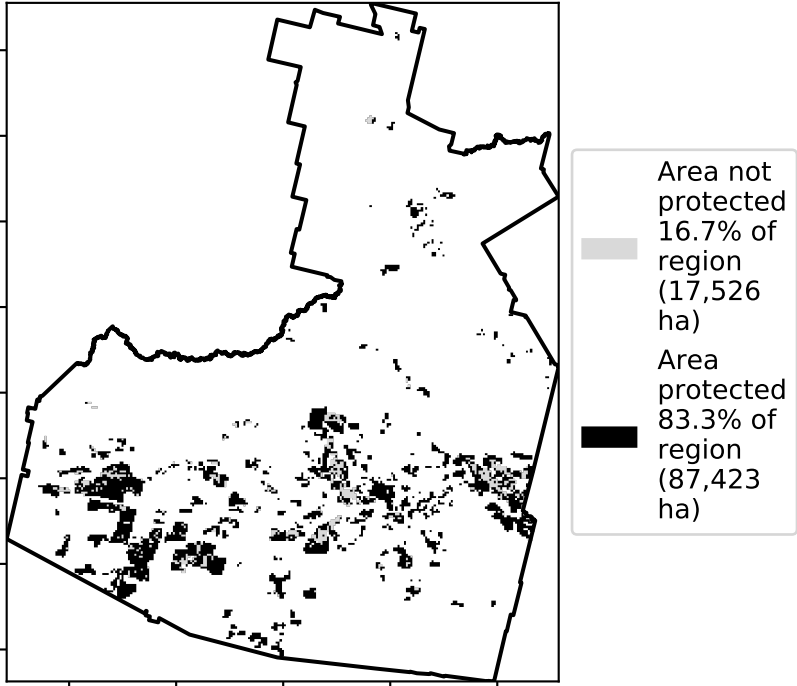 Area not
protected
16.7% of
region
(17,526
ha)
Area
protected
83.3% of
region
(87,423
ha)